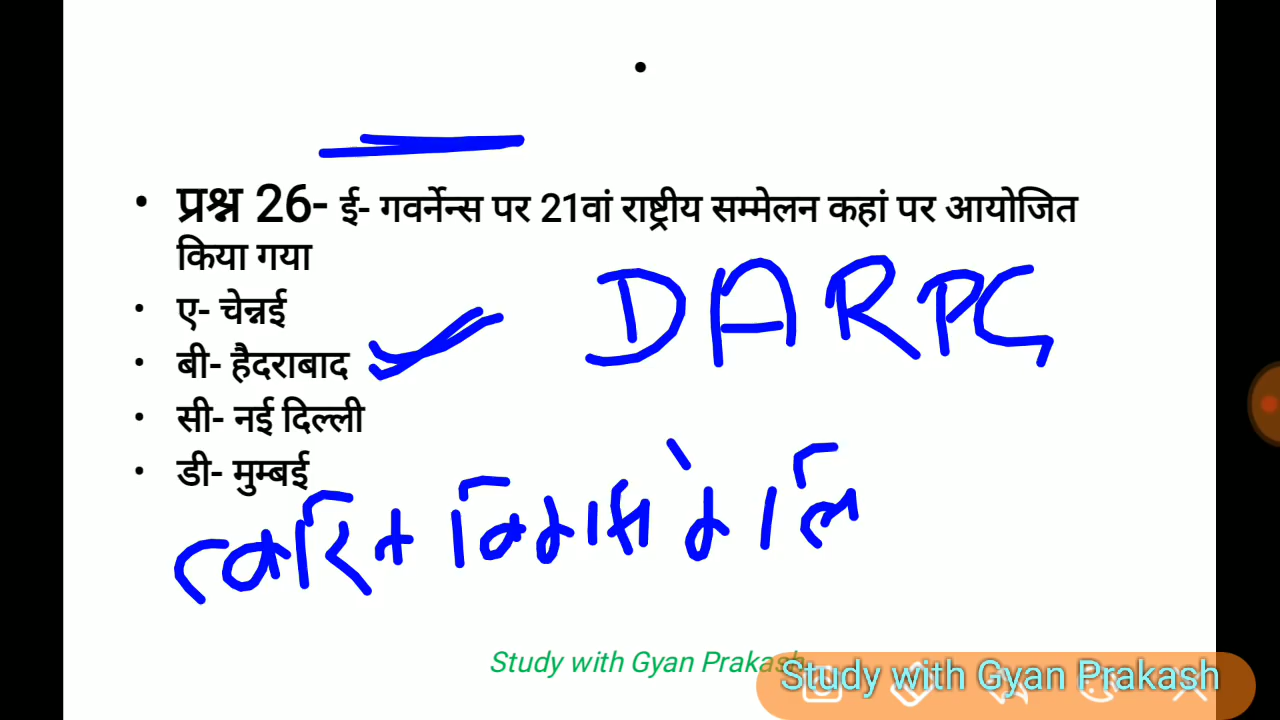 प्रश्न 26- ई- गवर्नेन्स पर 21वां राष्ट्रीय सम्मेलन कहां पर आयोजित
किया गया
ए- चेन्नई
बी- हैदराबाद
DARPG
सी- नई दिल्ली
डी- मुम्बई
त्वरित विकास के लि
Study with Gyan Prakash
Study with Gyan Prakash